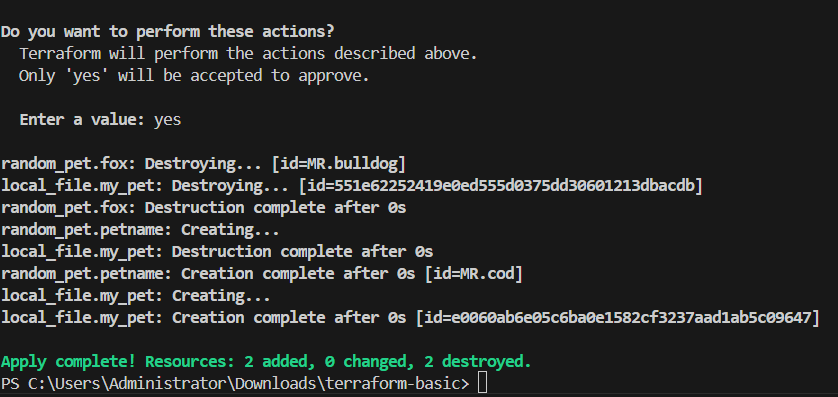 Do you want to perform these actions?
Terraform will perform the actions described above.
Only 'yes' will be accepted to approve.
Enter a value: yes
random_pet.fox: Destroying... [id=MR.bulldog]
local_file.my_pet: Destroying... [id=551e62252419e0ed555d0375dd30601213dbacdb]
random_pet.fox: Destruction complete after 0s
random_pet.petname: Creating...
local_file.my_pet: Destruction complete after 0s
random_pet.petname: Creation complete after 0s [id=MR.cod]
local_file.my_pet: Creating...
local_file.my_pet: Creation complete after 0s [id=e0060ab6e05c6ba0e1582cf3237aad1ab5c09647]
Apply complete! Resources: 2 added, 0 changed, 2 destroyed.
PS C:\Users\Administrator\Downloads\terraform-basic>